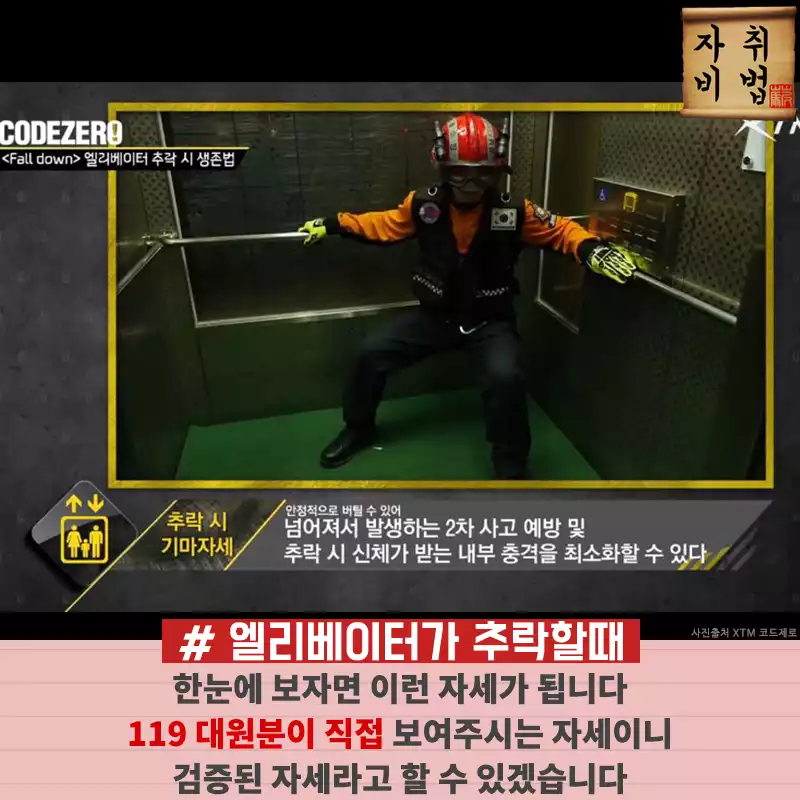 자취
비법
CODEZERO
<Fall down> 엘리베이터 추락 시 생존법
추락 시
기마자세
안정적으로 버틸 수 있어
넘어져서 발생하는 2차 사고 예방 및
추락 시 신체가 받는 내부 충격을 최소화할 수 있다
# 엘리베이터가 추락할때
사진출처 XTM 코드제로
한눈에 보자면 이런 자세가 됩니다
119 대원분이 직접 보여주시는 자세이니
검증된 자세라고 할 수 있겠습니다